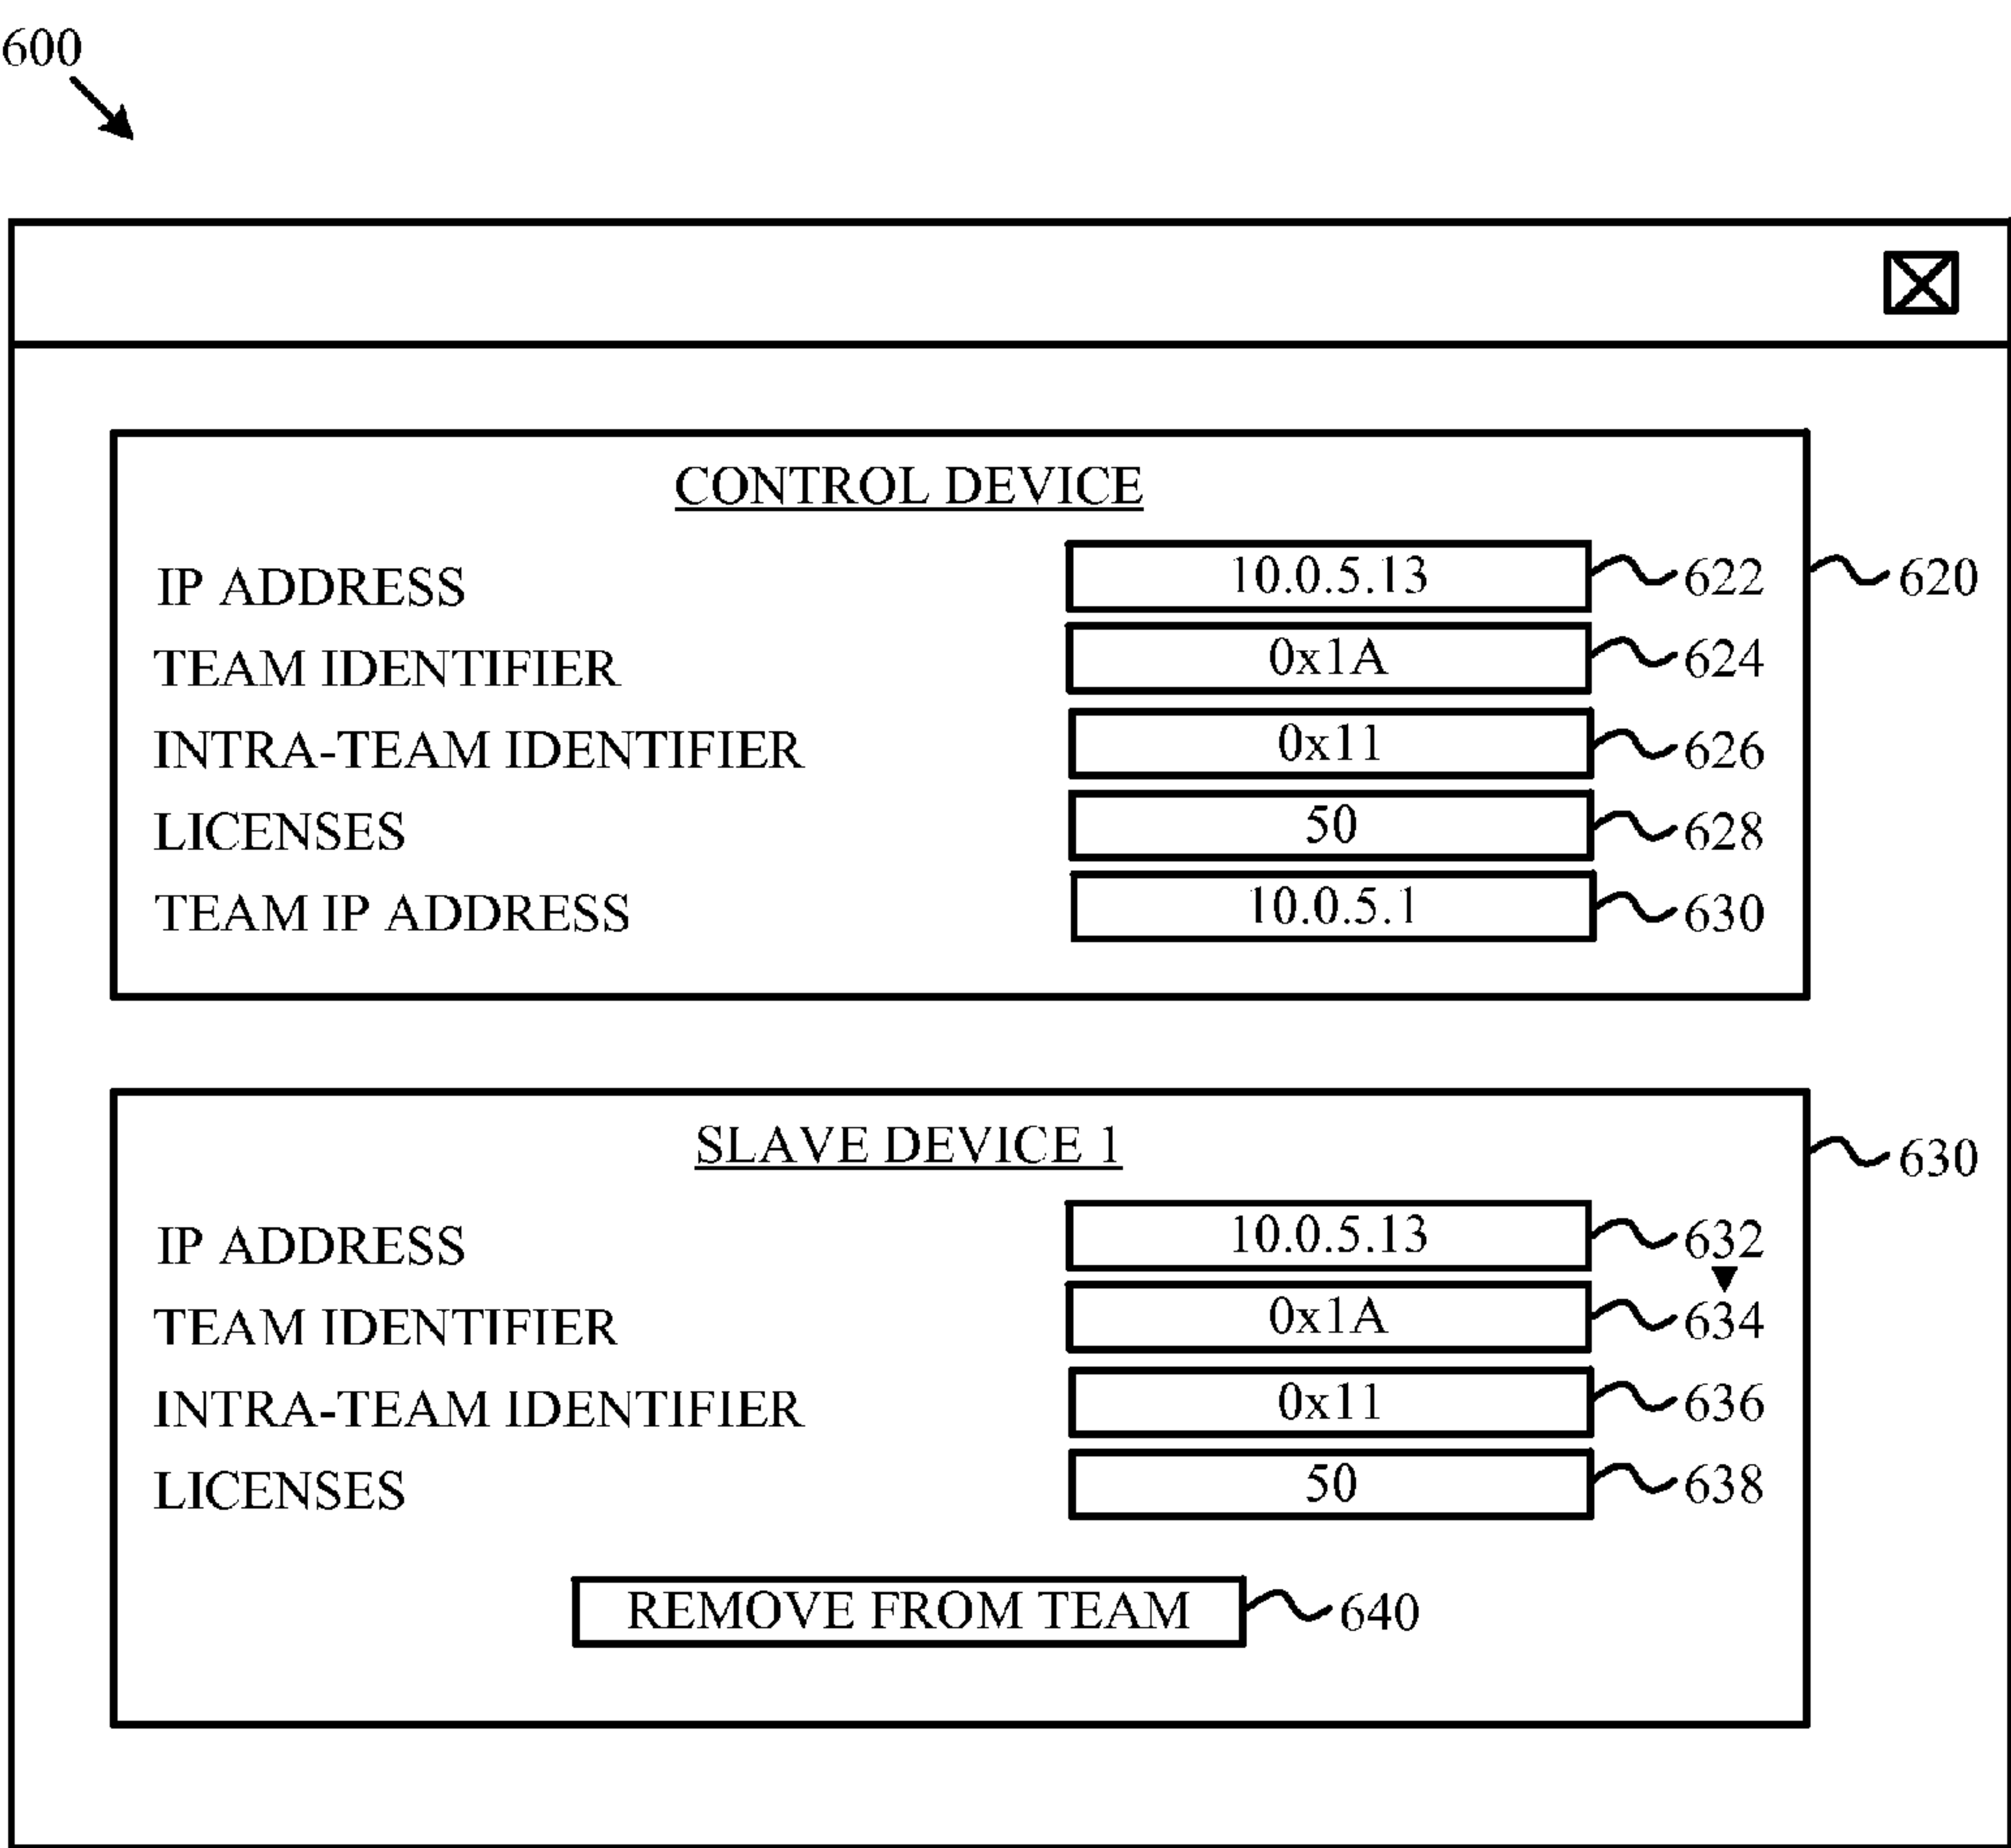 600
CONTROL DEVICE
IP ADDRESS 10.0.5.13 622 620
TEAM IDENTIFIER 0x1A 624
INTRA-TEAM IDENTIFIER 0x11 626
LICENSES 50 628
TEAM IP ADDRESS 10.0.5.1 630
SLAVE DEVICE 1
630
IP ADDRESS 10.0.5.13 632
TEAM IDENTIFIER 0x1A 634
INTRA-TEAM IDENTIFIER 0x11 636
LICENSES 50 638
REMOVE FROM TEAM 640